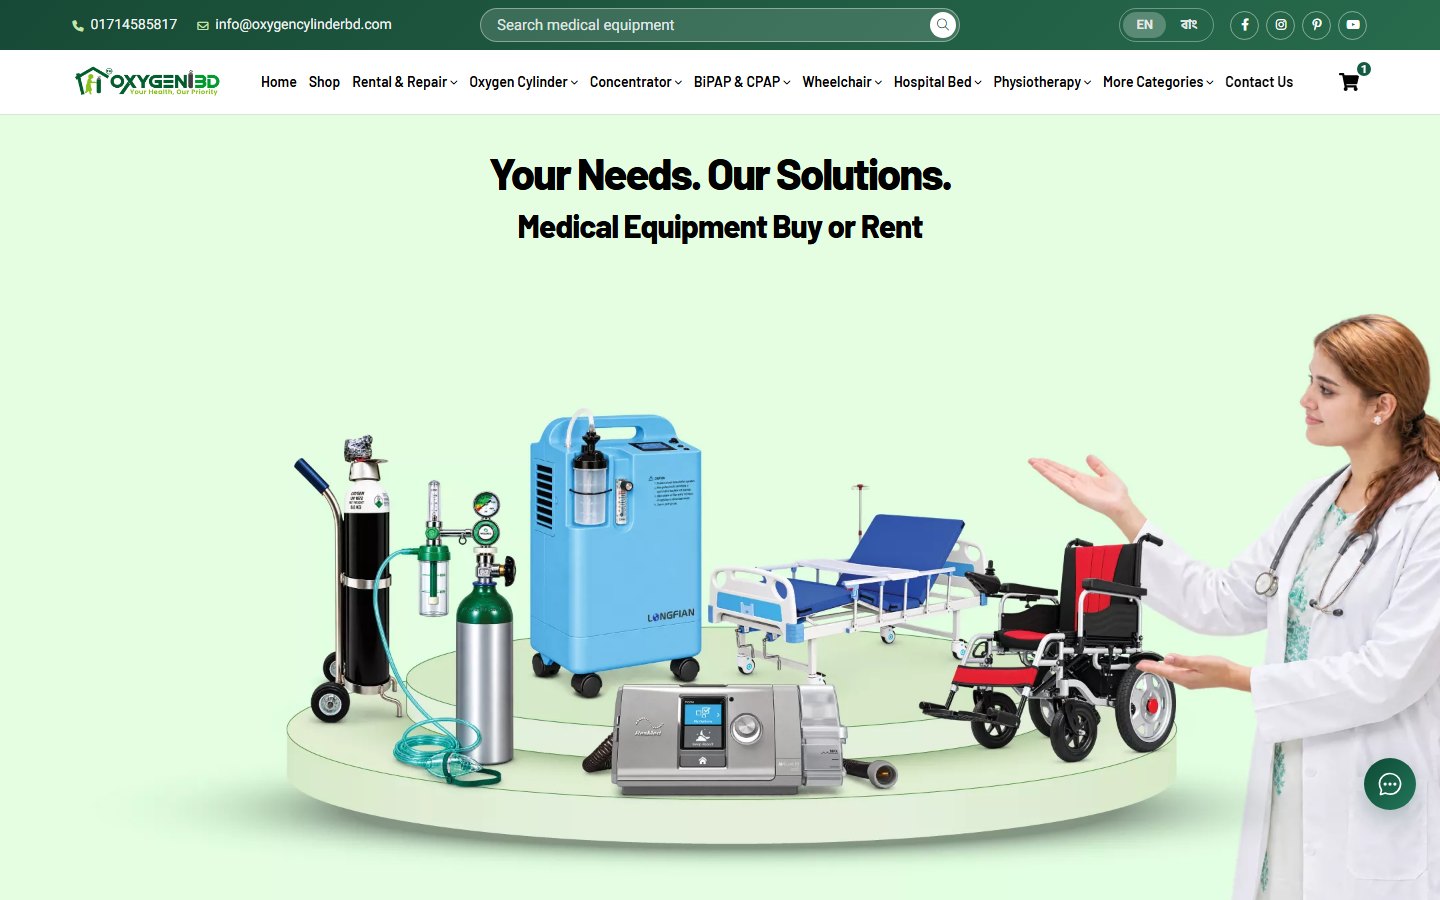 01714585817
info@oxygencylinderbd.com
Search medical equipment
EN
বাং
OXYGENBD
Your Health, Our Priority
Home
Shop
Rental & Repair
Oxygen Cylinder
Concentrator
BiPAP & CPAP
Wheelchair
Hospital Bed
Physiotherapy
More Categories
Contact Us
1
Your Needs. Our Solutions.
Medical Equipment Buy or Rent
LONGFIAN
ResMed